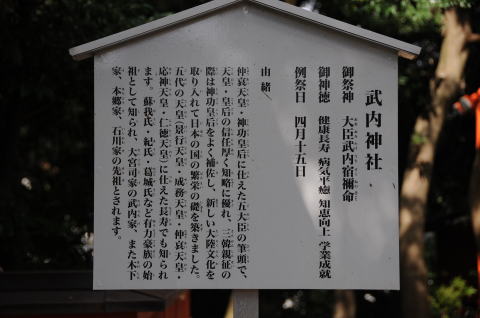 武内神社
御祭神 大臣武内宿禰命
御神徳 健康長寿 病気平癒 知恵向上 学業成就
例祭日 四月十五日
由緒
仲哀天皇・神功皇后に仕えた五大臣の筆頭で、
天皇・皇后の信任厚く知略に優れ、三韓親征の
際は神功皇后をよく補佐し、新しい大陸文化を
取り入れて日本の国の繁栄の礎を築きました。
五代の天皇(景行天皇・成務天皇・仲哀天皇・
応神天皇・仁徳天皇)に仕えた長寿でも知られ
ます。蘇我氏・紀氏・葛城氏など有力豪族の始
祖として知られ、大宮司家の武内家、また木下
家、本郷家、石川家の先祖とされます。